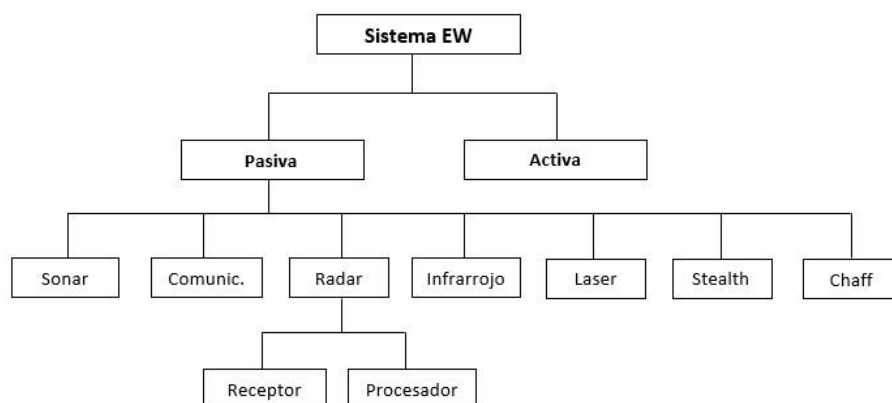 Sistema EW
Pasiva
Activa
Sonar
Comunic.
Radar
Infrarrojo
Laser
Stealth
Chaff
Receptor
Procesador